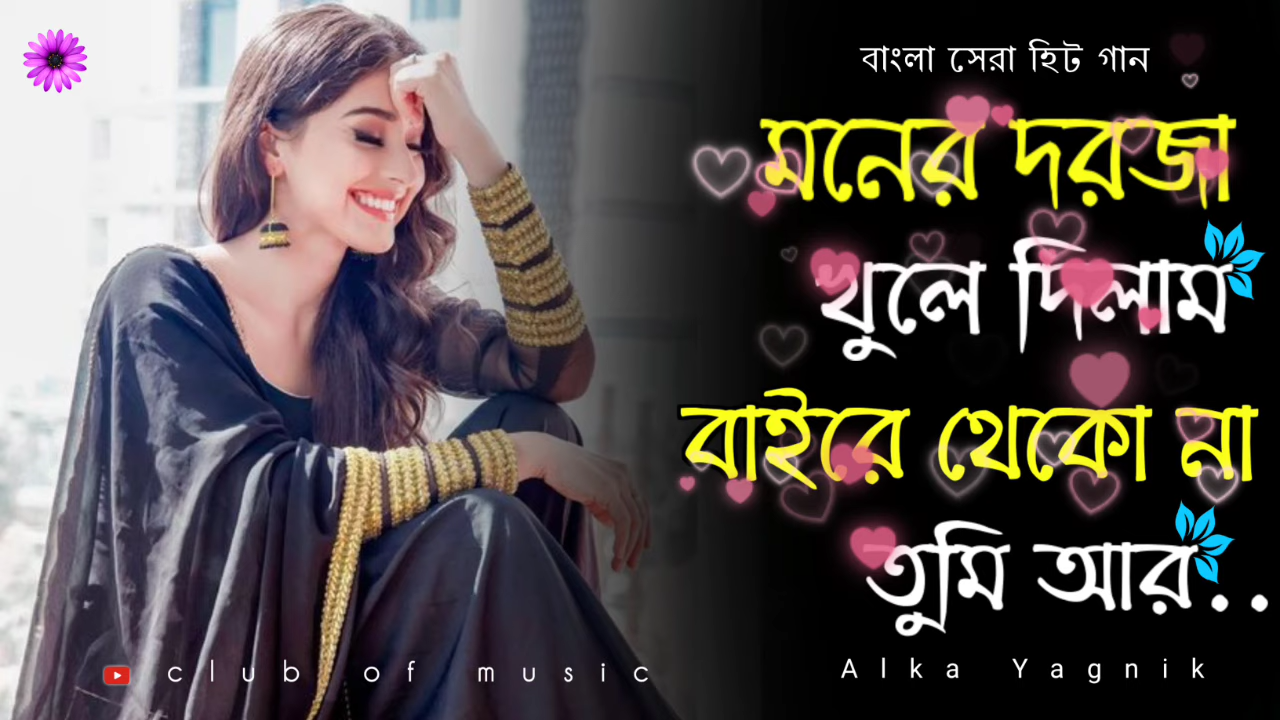 বাংলা সেরা হিট গান
মনের দরজা
খুলে দিলাম
বাইরে থেকো না
তুমি আর..
club of music
Alka Yagnik